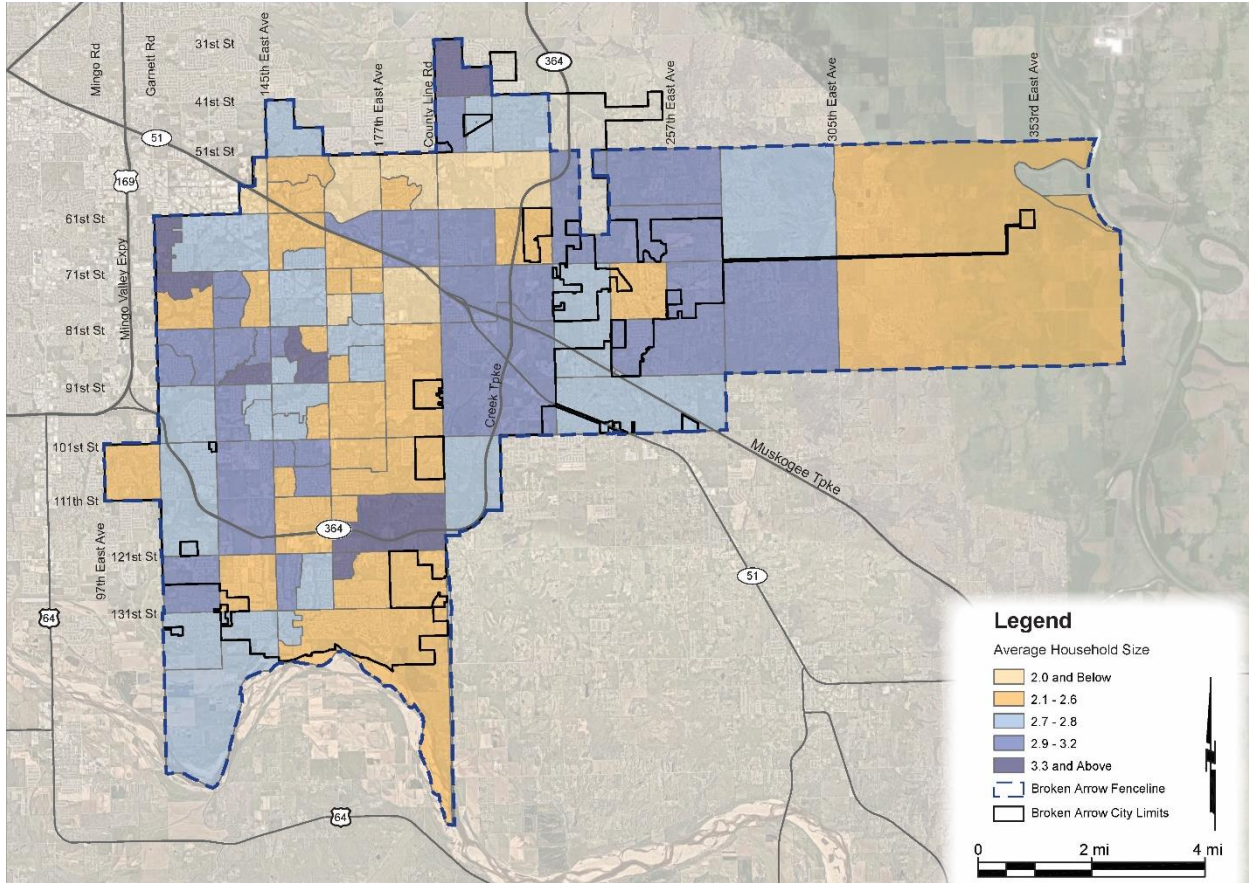 31st St
41st St
51st St
61st St
71st St
81st St
91st St
101st St
111th St
121st St
131st St
Mingo Rd
Garnett Rd
145th East Ave
177th East Ave
County Line Rd
257th East Ave
305th East Ave
353rd East Ave
97th East Ave
Mingo Valley Expy
Creek Tpke
Muskogee Tpke
364
51
169
364
51
64
64
Legend
Average Household Size
2.0 and Below
2.1 - 2.6
2.7 - 2.8
2.9 - 3.2
3.3 and Above
Broken Arrow Fenceline
Broken Arrow City Limits
0 2 mi 4 mi